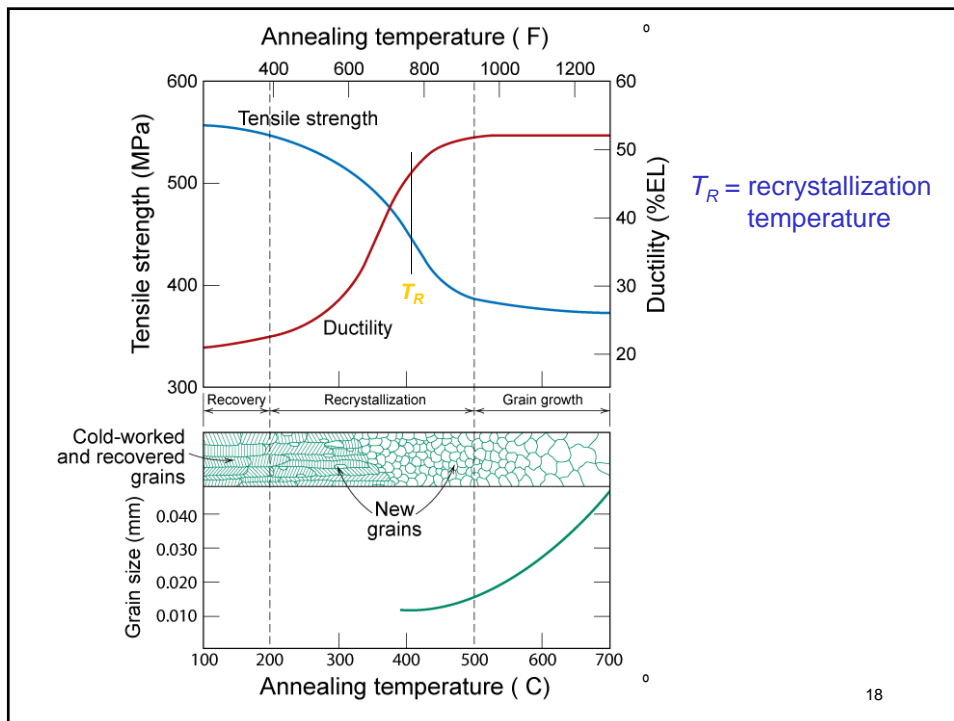 Annealing temperature ( F)
o
400 600 800 1000 1200
600
60
Tensile strength
500
50
Tensile strength (MPa)
Ductility (%EL)
40
T_R = recrystallization
temperature
400
30
T_R
Ductility
20
300
Recovery Recrystallization Grain growth
Cold-worked
and recovered
grains
New
grains
Grain size (mm)
0.040
0.030
0.020
0.010
100 200 300 400 500 600 700
Annealing temperature ( C)
o
18